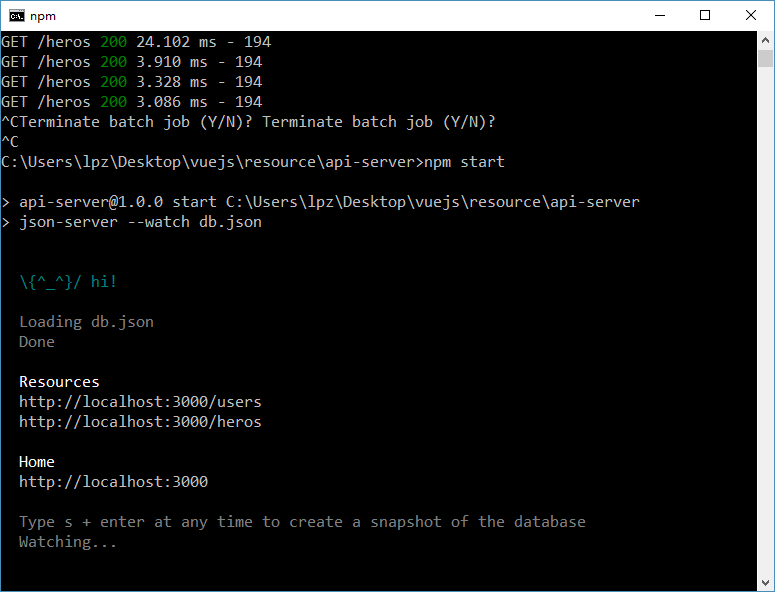 npm
GET /heros 200 24.102 ms - 194
GET /heros 200 3.910 ms - 194
GET /heros 200 3.328 ms - 194
GET /heros 200 3.086 ms - 194
^CTerminate batch job (Y/N)? Terminate batch job (Y/N)?
^C
C:\Users\lpz\Desktop\vuejs\resource\api-server>npm start
> api-server@1.0.0 start C:\Users\lpz\Desktop\vuejs\resource\api-server
> json-server --watch db.json
\{^_^}/ hi!
Loading db.json
Done
Resources
http://localhost:3000/users
http://localhost:3000/heros
Home
http://localhost:3000
Type s + enter at any time to create a snapshot of the database
Watching...